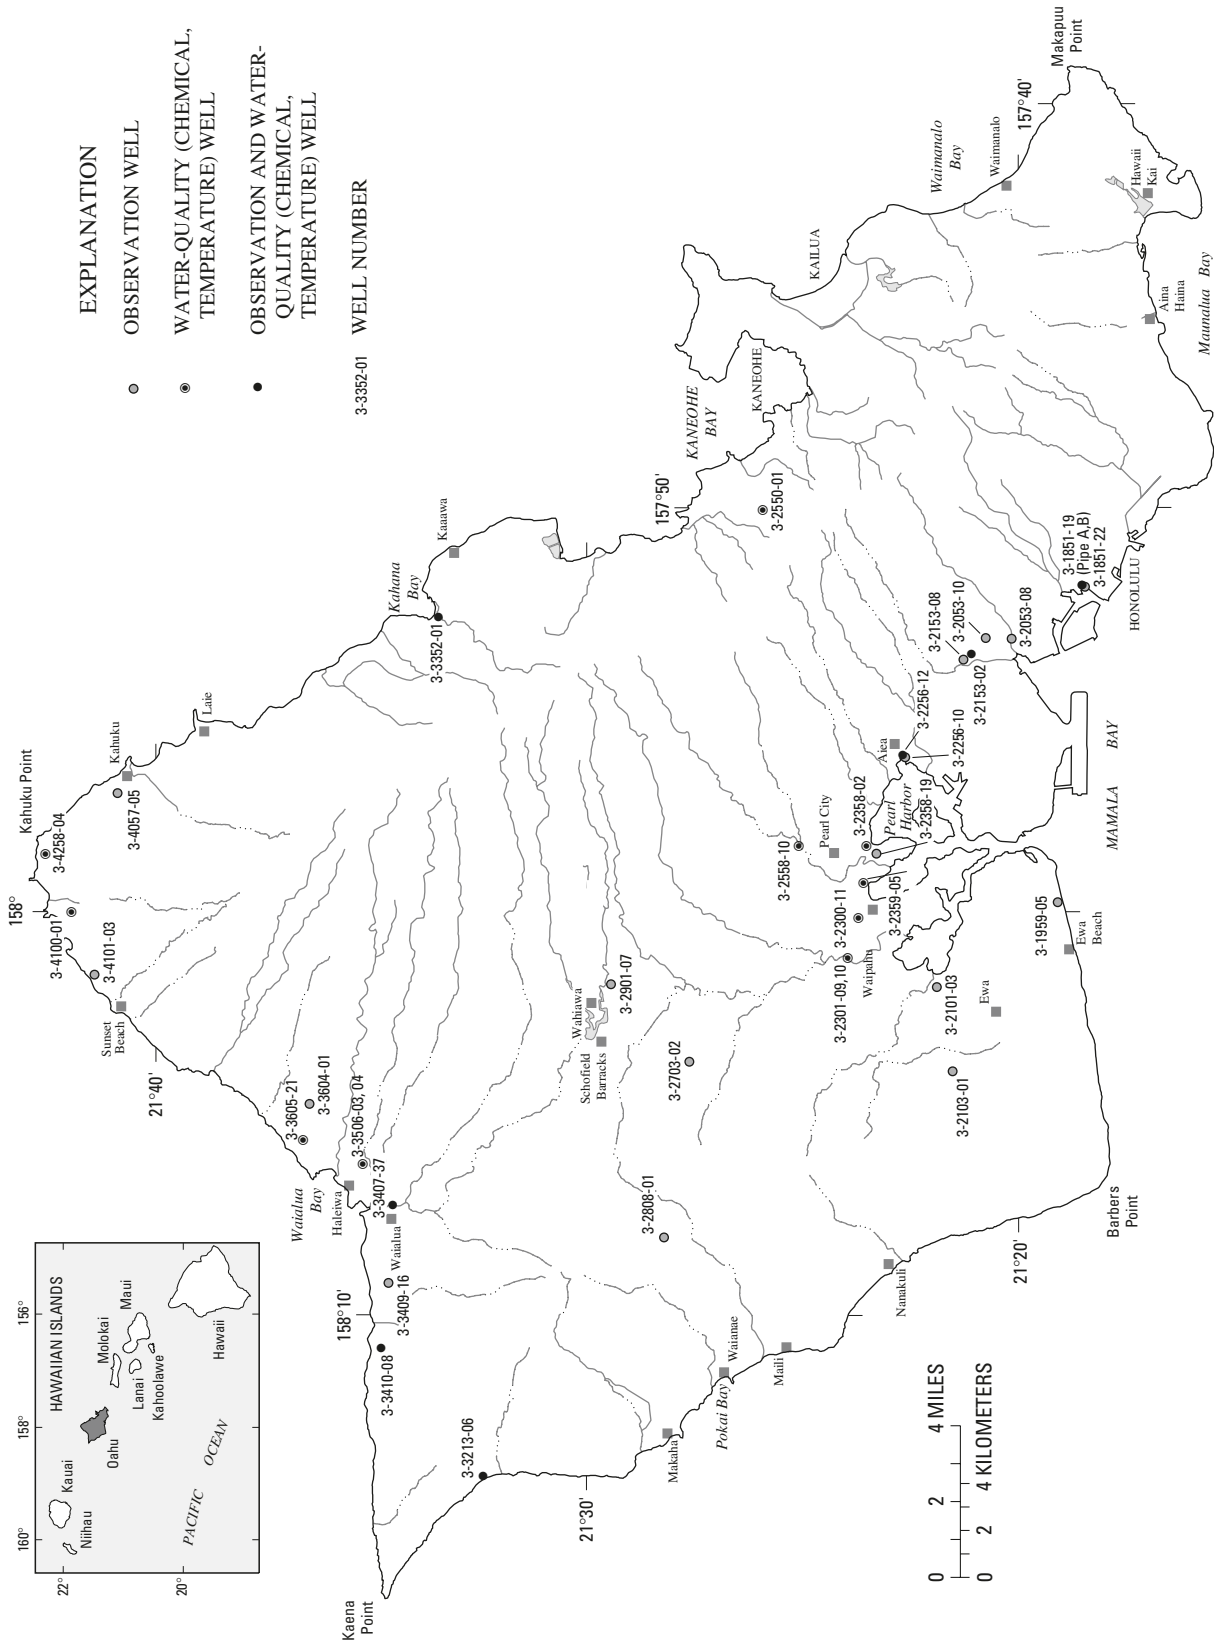 EXPLANATION
OBSERVATION WELL
WATER-QUALITY (CHEMICAL,
TEMPERATURE) WELL
OBSERVATION AND WATER-
QUALITY (CHEMICAL,
TEMPERATURE) WELL
3-3352-01
WELL NUMBER
160°
158°
156°
22°
20°
HAWAIIAN ISLANDS
Niihau
Kauai
Oahu
Molokai
Lanai
Maui
Kahoolawe
Hawaii
PACIFIC OCEAN
158°10'
158°
157°50'
157°40'
21°40'
21°30'
21°20'
Kaena
Point
3-3213-06
3-3410-08
3-3409-16
Waialua
3-3407-37
Haleiwa
Waialua
Bay
3-3506-03, 04
3-3605-21
3-3604-01
Sunset
Beach
3-4101-03
3-4100-01
3-4258-04
Kahuku Point
3-4057-05
Kahuku
Laie
3-3352-01
Kahana
Bay
Kaaawa
Makaha
Pokai Bay
Waianae
Maili
Nanakuli
3-2808-01
3-2703-02
Schofield
Barracks
Wahiawa
3-2901-07
3-2550-01
KANEOHE
BAY
KANEOHE
KAILUA
Waimanalo
Bay
Waimanalo
Makapuu
Point
Hawaii
Kai
Aina
Haina
Maunalua Bay
Barbers
Point
3-2103-01
3-2101-03
Ewa
3-2301-09,10
Waipahu
3-2300-11
3-2359-05
3-2558-10
Pearl City
3-2358-02
3-2358-19
Pearl
Harbor
Aiea
3-2256-12
3-2256-10
3-2153-08
3-2153-02
3-2053-10
3-2053-08
3-1851-19
(Pipe A,B)
3-1851-22
HONOLULU
MAMALA BAY
3-1959-05
Ewa
Beach
0 2 4 MILES
0 2 4 KILOMETERS